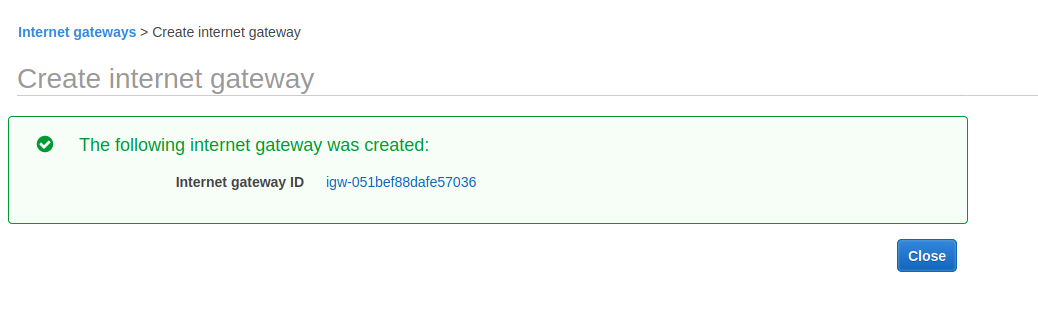 Internet gateways > Create internet gateway
Create internet gateway
The following internet gateway was created:
Internet gateway ID igw-051bef88dafe57036
Close